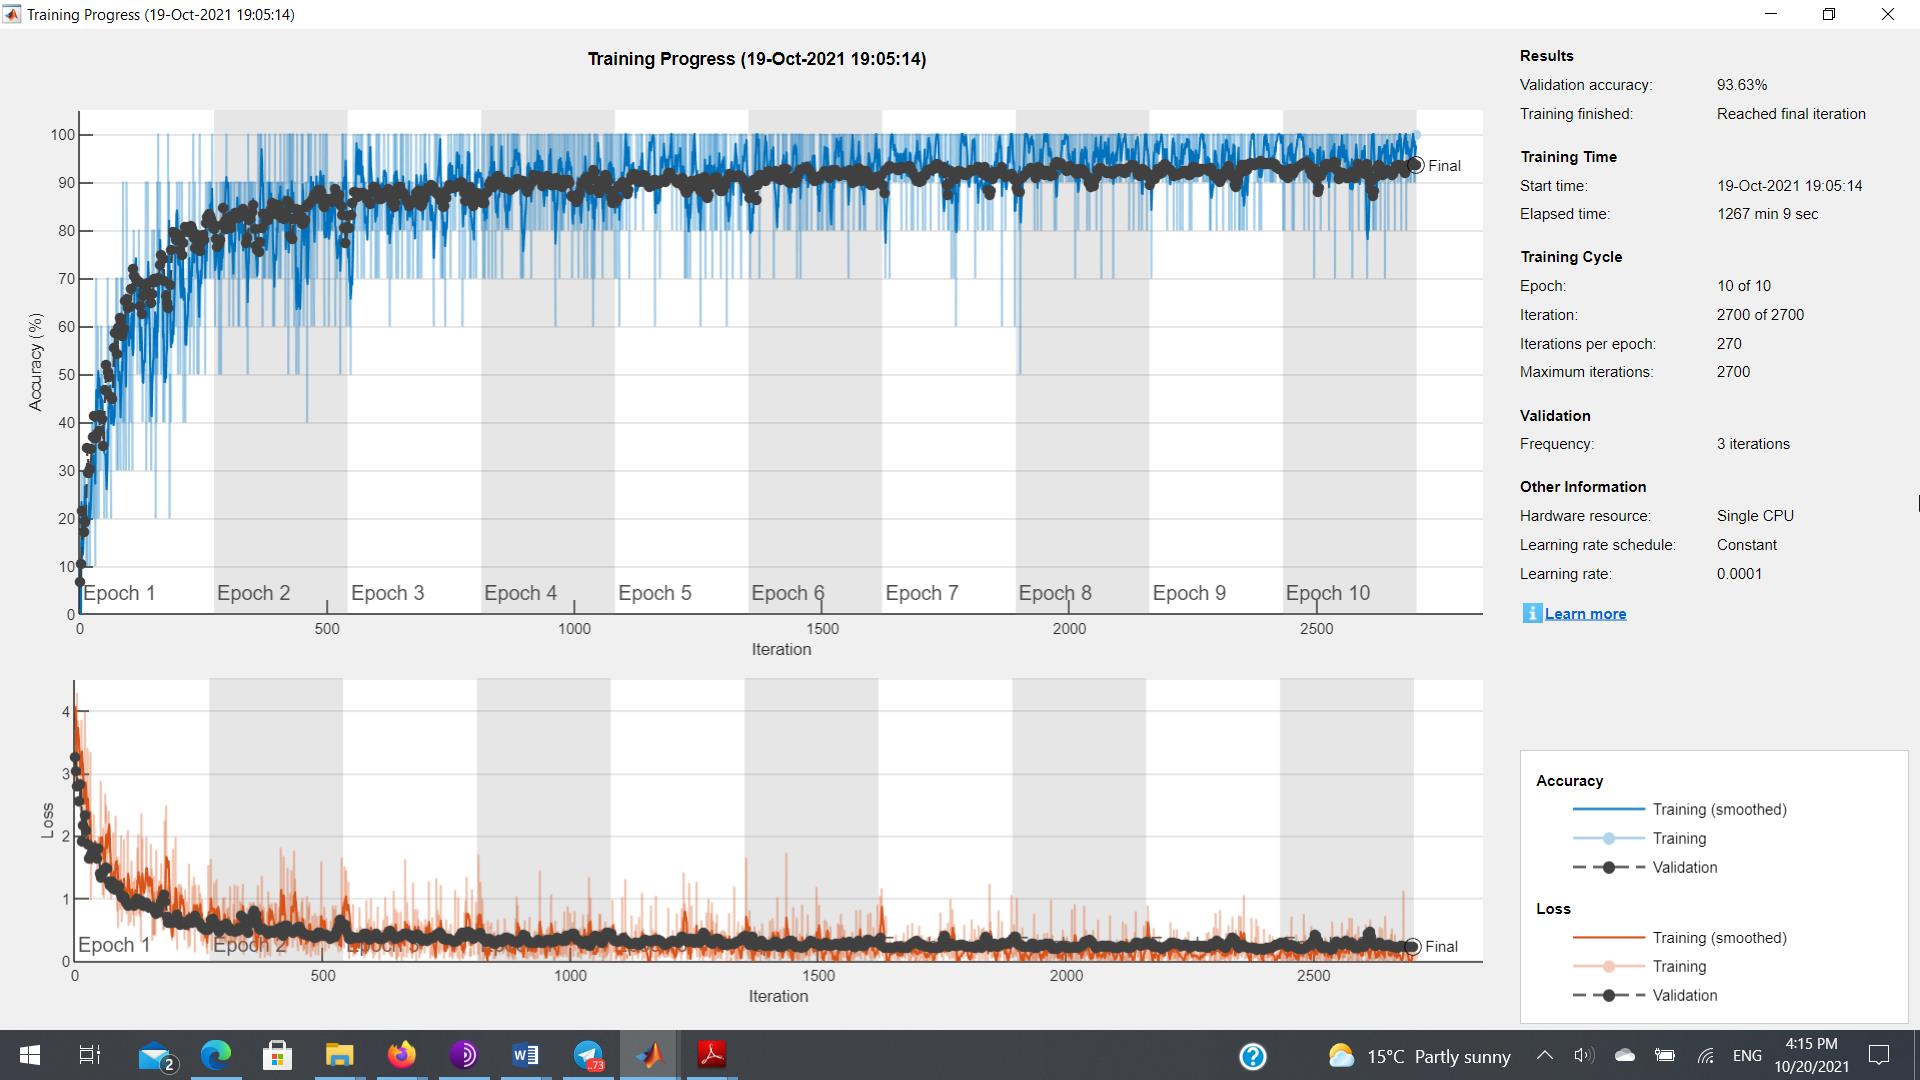 Training Progress (19-Oct-2021 19:05:14)
Training Progress (19-Oct-2021 19:05:14)
100
90
80
70
60
50
40
30
20
10
0
Accuracy (%)
Final
Epoch 1 Epoch 2 Epoch 3 Epoch 4 Epoch 5 Epoch 6 Epoch 7 Epoch 8 Epoch 9 Epoch 10
0 500 1000 1500 2000 2500
Iteration
4
3
2
1
0
Loss
Epoch 1 Epoch 2 Epoch 3
Final
0 500 1000 1500 2000 2500
Iteration
Results
Validation accuracy: 93.63%
Training finished: Reached final iteration
Training Time
Start time: 19-Oct-2021 19:05:14
Elapsed time: 1267 min 9 sec
Training Cycle
Epoch: 10 of 10
Iteration: 2700 of 2700
Iterations per epoch: 270
Maximum iterations: 2700
Validation
Frequency: 3 iterations
Other Information
Hardware resource: Single CPU
Learning rate schedule: Constant
Learning rate: 0.0001
i Learn more
Accuracy
Training (smoothed)
Training
Validation
Loss
Training (smoothed)
Training
Validation
2
W
..73
?
15°C Partly sunny
ENG
4:15 PM
10/20/2021